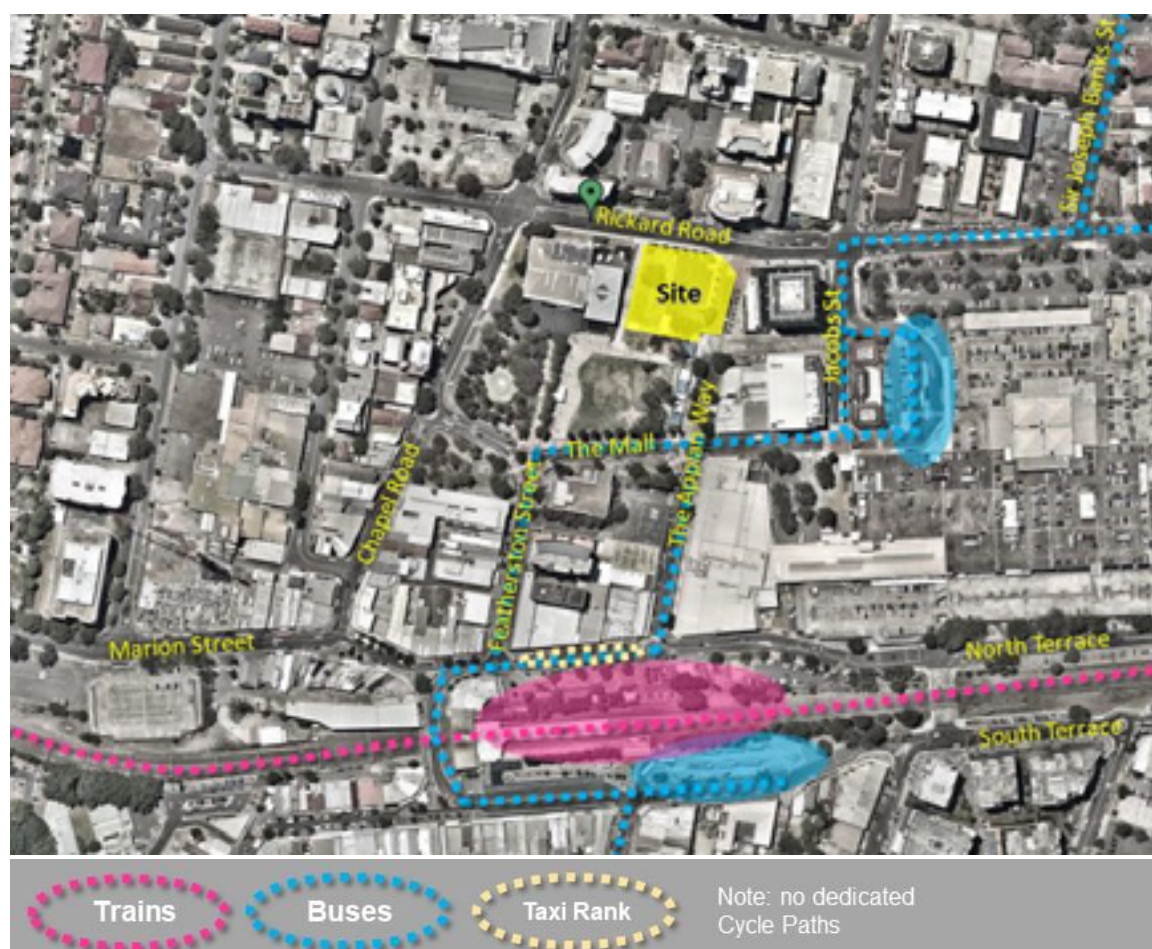 Sir Joseph Banks St
Rickard Road
Site
Jacobs St
The Mall
The Appian Way
Featherston Street
Chapel Road
Marion Street
North Terrace
South Terrace
Trains
Buses
Taxi Rank
Note: no dedicated
Cycle Paths